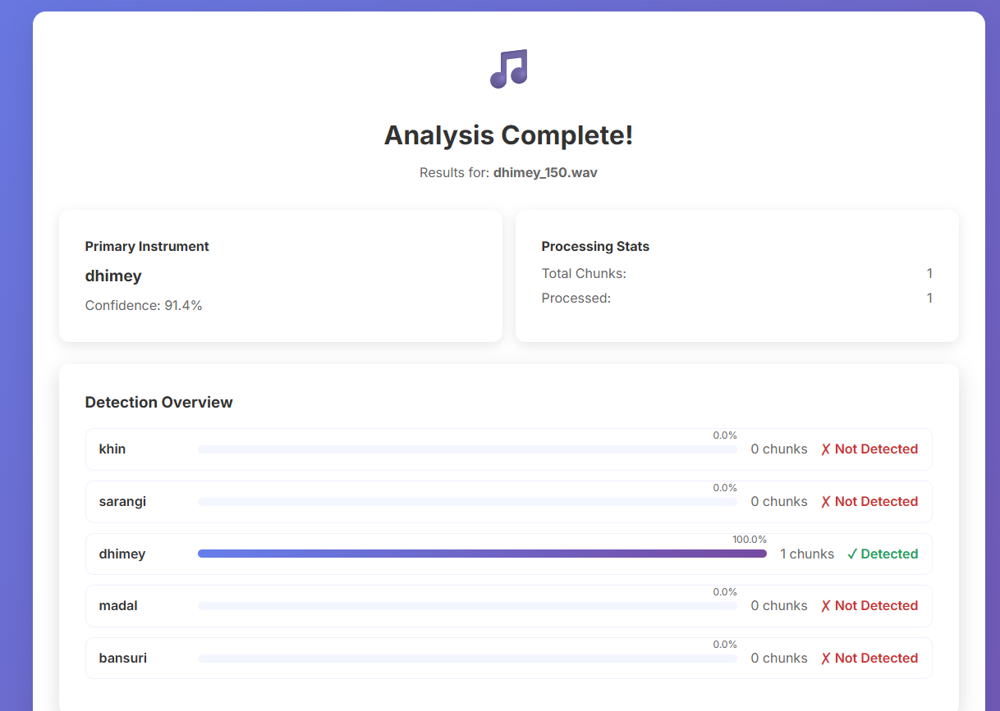 Analysis Complete!
Results for: dhimey_150.wav
Primary Instrument
dhimey
Confidence: 91.4%
Processing Stats
Total Chunks: 1
Processed: 1
Detection Overview
khin 0.0% 0 chunks ✗ Not Detected
sarangi 0.0% 0 chunks ✗ Not Detected
dhimey 100.0% 1 chunks ✓ Detected
madal 0.0% 0 chunks ✗ Not Detected
bansuri 0.0% 0 chunks ✗ Not Detected